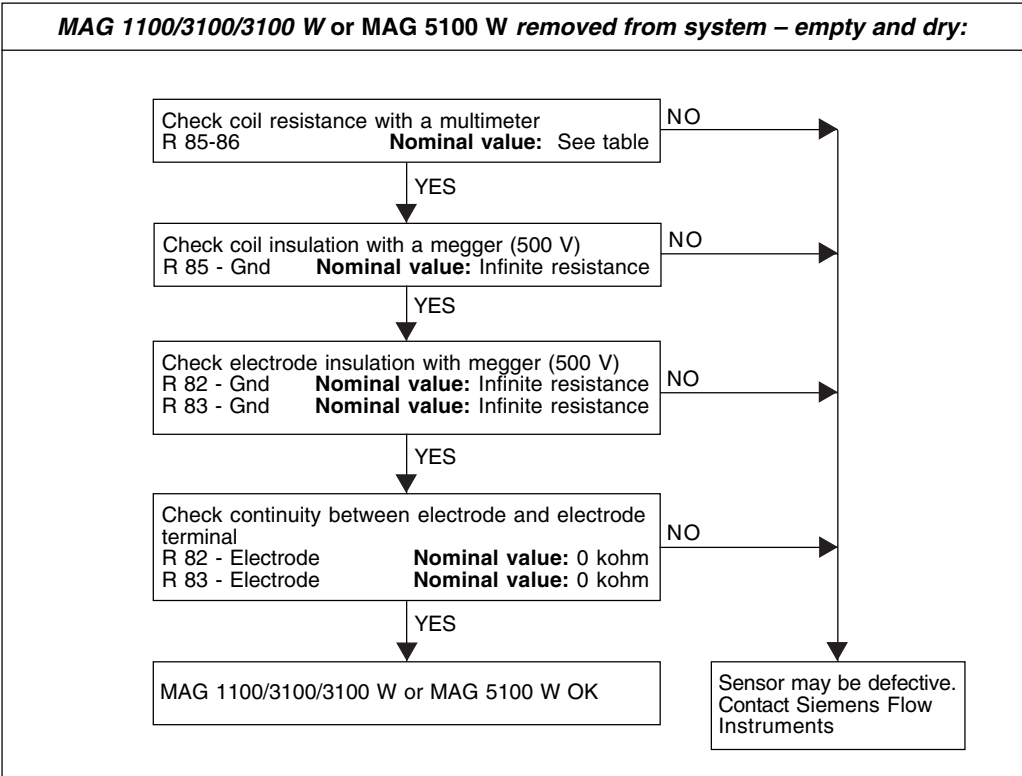 MAG 1100/3100/3100 W or MAG 5100 W removed from system – empty and dry:
Check coil resistance with a multimeter
R 85-86 Nominal value: See table
NO
YES
Check coil insulation with a megger (500 V)
R 85 - Gnd Nominal value: Infinite resistance
NO
YES
Check electrode insulation with megger (500 V)
R 82 - Gnd Nominal value: Infinite resistance
R 83 - Gnd Nominal value: Infinite resistance
NO
YES
Check continuity between electrode and electrode
terminal
R 82 - Electrode Nominal value: 0 kohm
R 83 - Electrode Nominal value: 0 kohm
NO
YES
MAG 1100/3100/3100 W or MAG 5100 W OK
Sensor may be defective.
Contact Siemens Flow
Instruments